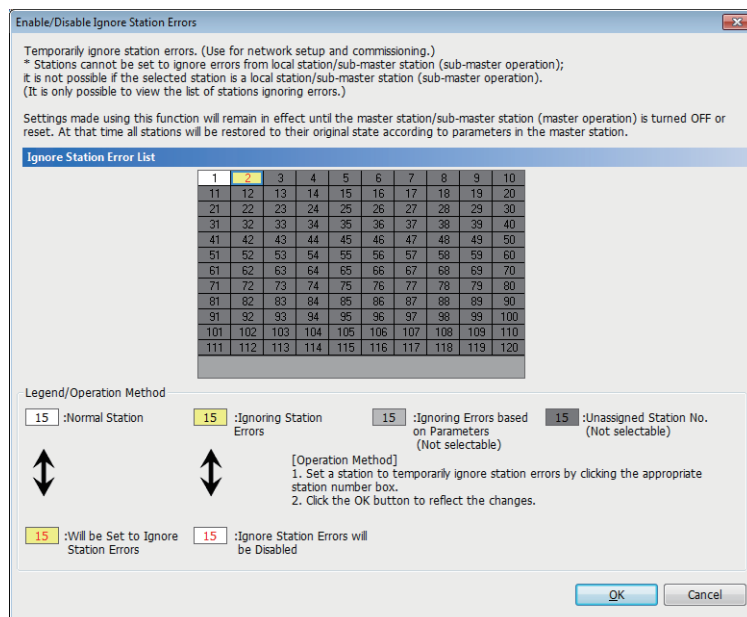 Enable/Disable Ignore Station Errors
Temporarily ignore station errors. (Use for network setup and commissioning.)
* Stations cannot be set to ignore errors from local station/sub-master station (sub-master operation);
it is not possible if the selected station is a local station/sub-master station (sub-master operation).
(It is only possible to view the list of stations ignoring errors.)
Settings made using this function will remain in effect until the master station/sub-master station (master operation) is turned OFF or
reset. At that time all stations will be restored to their original state according to parameters in the master station.
Ignore Station Error List
1 2 3 4 5 6 7 8 9 10
11 12 13 14 15 16 17 18 19 20
21 22 23 24 25 26 27 28 29 30
31 32 33 34 35 36 37 38 39 40
41 42 43 44 45 46 47 48 49 50
51 52 53 54 55 56 57 58 59 60
61 62 63 64 65 66 67 68 69 70
71 72 73 74 75 76 77 78 79 80
81 82 83 84 85 86 87 88 89 90
91 92 93 94 95 96 97 98 99 100
101 102 103 104 105 106 107 108 109 110
111 112 113 114 115 116 117 118 119 120
Legend/Operation Method
15 :Normal Station
15 :Ignoring Station
Errors
15 :Ignoring Errors based
on Parameters
(Not selectable)
15 :Unassigned Station No.
(Not selectable)
[Operation Method]
1. Set a station to temporarily ignore station errors by clicking the appropriate
station number box.
2. Click the OK button to reflect the changes.
15 :Will be Set to Ignore
Station Errors
15 :Ignore Station Errors will
be Disabled
OK
Cancel